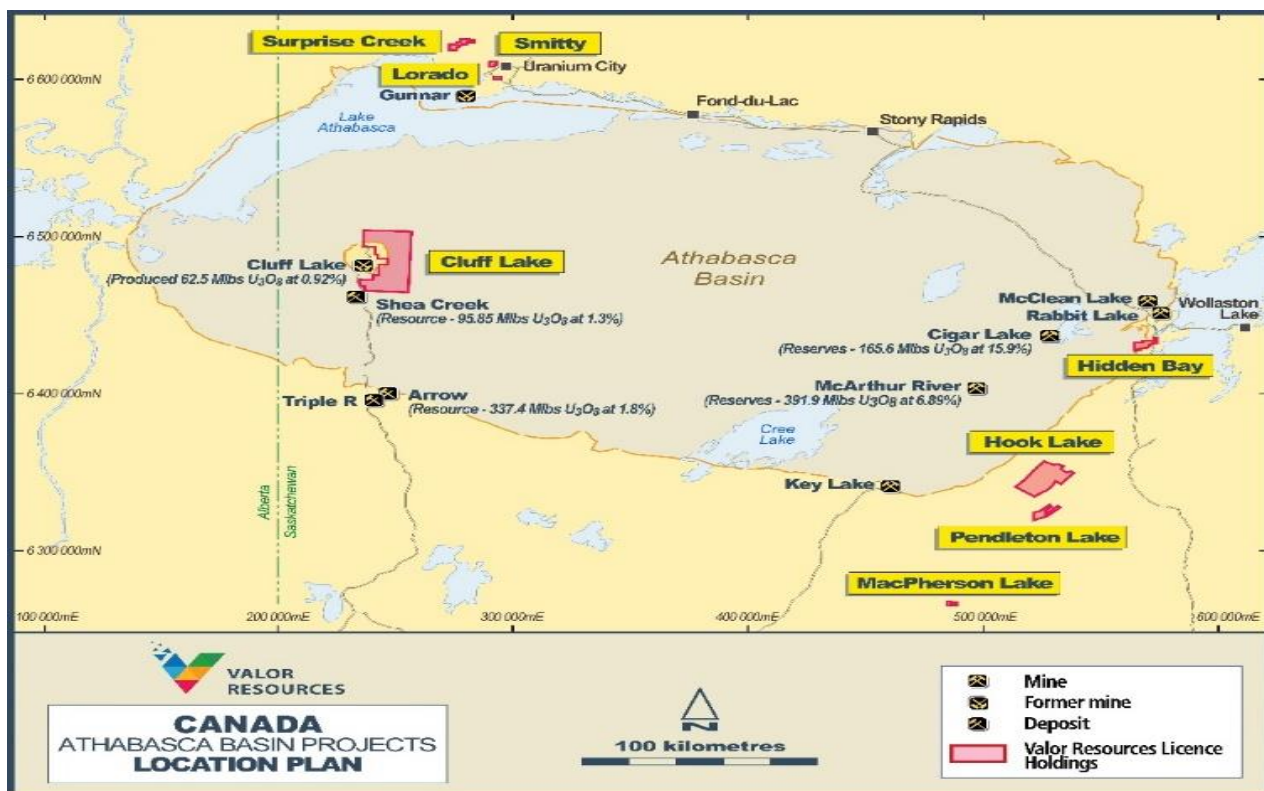 Surprise Creek
Smitty
6 600 000mN
Lorado
Uranium City
Gunnar
Lake
Athabasca
Fond-du-Lac
Stony Rapids
6 500 000mN
Cluff Lake
(Produced 62.5 Mlbs U₃O₈ at 0.92%)
Cluff Lake
Athabasca
Basin
Shea Creek
(Resource - 95.85 Mlbs U₃O₈ at 1.3%)
McClean Lake
Rabbit Lake
Wollaston
Lake
Cigar Lake
(Reserves - 165.6 Mlbs U₃O₈ at 15.9%)
Hidden Bay
6 400 000mN
Triple R
Arrow
(Resource - 337.4 Mlbs U₃O₈ at 1.8%)
McArthur River
(Reserves - 391.9 Mlbs U₃O₈ at 6.89%)
Cree
Lake
Hook Lake
Key Lake
Alberta
Saskatchewan
Pendleton Lake
6 300 000mN
MacPherson Lake
100 000mE
200 000mE
300 000mE
400 000mE
500 000mE
600 000mE
VALOR
RESOURCES
CANADA
ATHABASCA BASIN PROJECTS
LOCATION PLAN
N
100 kilometres
Mine
Former mine
Deposit
Valor Resources Licence
Holdings